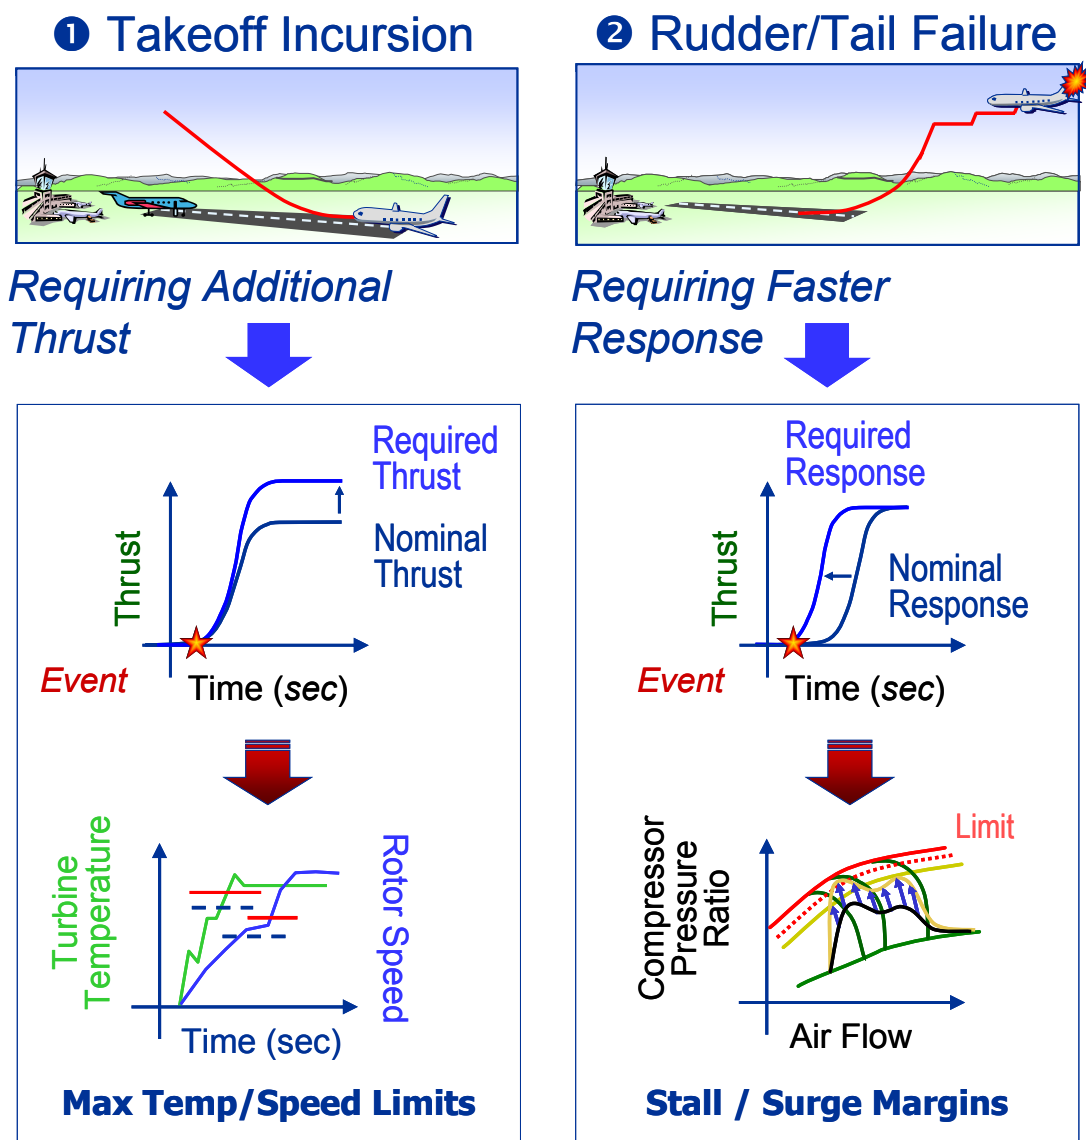 ❶ Takeoff Incursion
Requiring Additional
Thrust
Required
Thrust
Nominal
Thrust
Thrust
Event
Time (sec)
Turbine
Temperature
Rotor Speed
Time (sec)
Max Temp/Speed Limits
❷ Rudder/Tail Failure
Requiring Faster
Response
Required
Response
Nominal
Response
Thrust
Event
Time (sec)
Compressor
Pressure
Ratio
Limit
Air Flow
Stall / Surge Margins